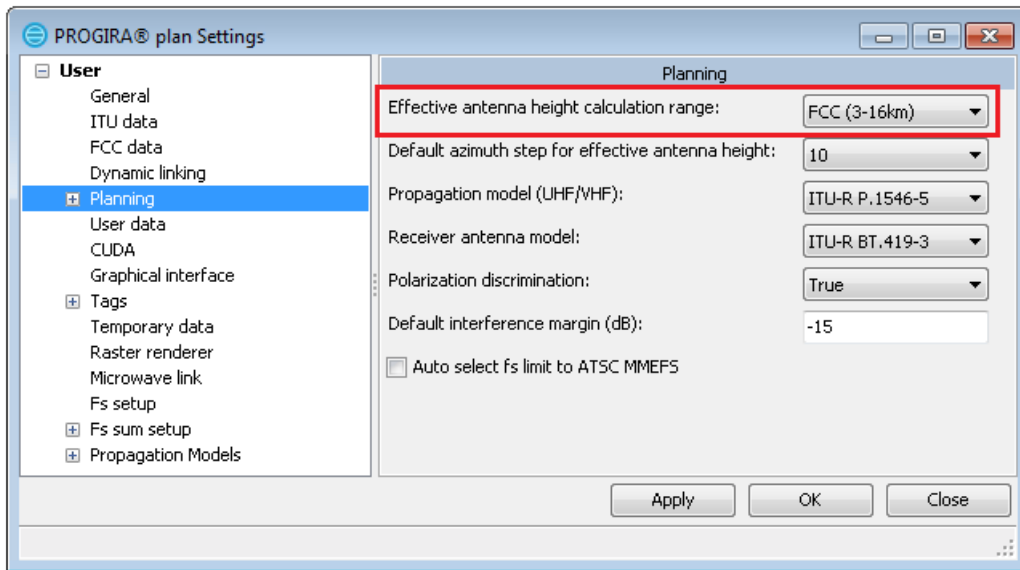 PROGIRA® plan Settings
User
General
ITU data
FCC data
Dynamic linking
Planning
User data
CUDA
Graphical interface
Tags
Temporary data
Raster renderer
Microwave link
Fs setup
Fs sum setup
Propagation Models
Planning
Effective antenna height calculation range: FCC (3-16km)
Default azimuth step for effective antenna height: 10
Propagation model (UHF/VHF): ITU-R P.1546-5
Receiver antenna model: ITU-R BT.419-3
Polarization discrimination: True
Default interference margin (dB): -15
Auto select fs limit to ATSC MMEFS
Apply OK Close